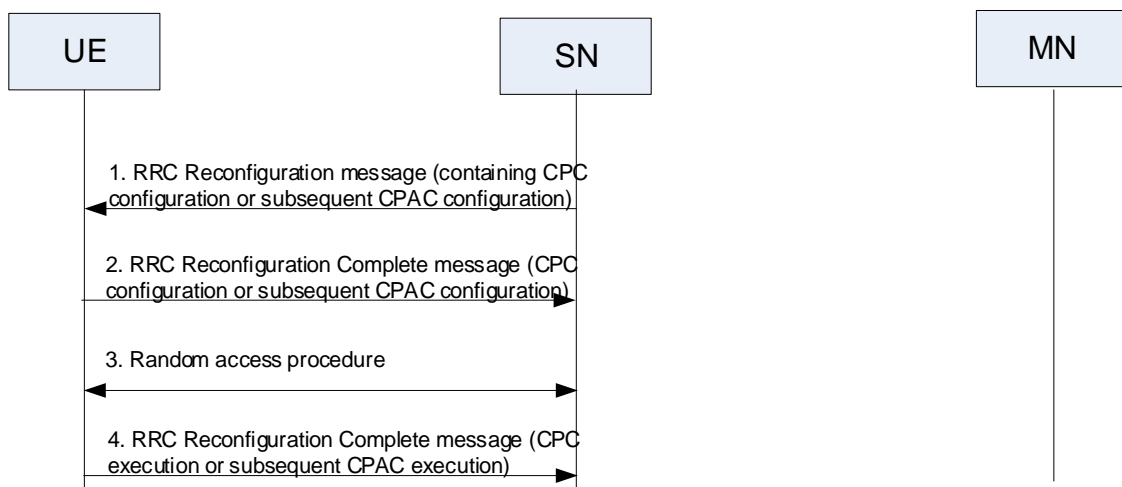 UE
SN
MN
1. RRC Reconfiguration message (containing CPC
configuration or subsequent CPAC configuration)
2. RRC Reconfiguration Complete message (CPC
configuration or subsequent CPAC configuration)
3. Random access procedure
4. RRC Reconfiguration Complete message (CPC
execution or subsequent CPAC execution)